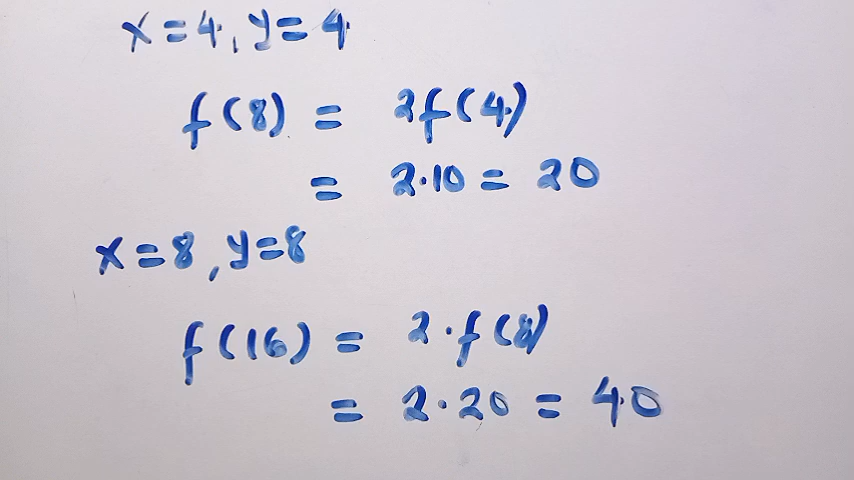 x = 4, y = 4
f(8) = 2f(4)
= 2·10 = 20
x = 8, y = 8
f(16) = 2·f(8)
= 2·20 = 40